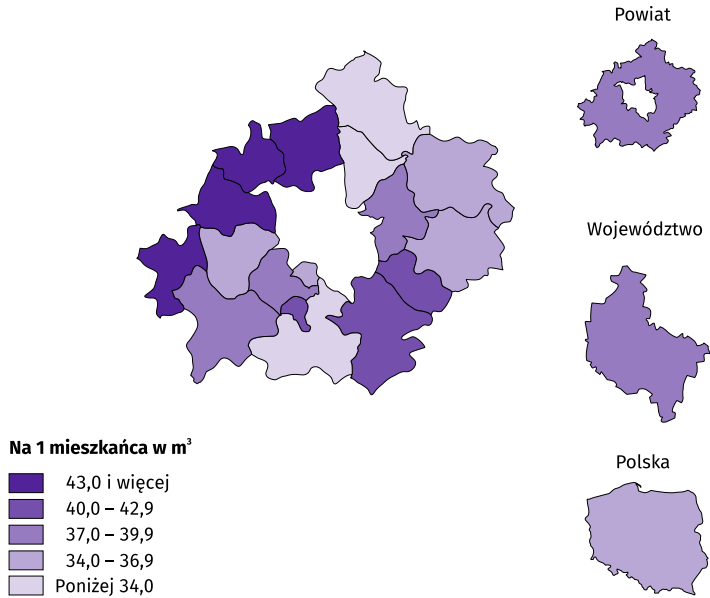 Powiat
Województwo
Polska
Na 1 mieszkańca w m³
43,0 i więcej
40,0 – 42,9
37,0 – 39,9
34,0 – 36,9
Poniżej 34,0